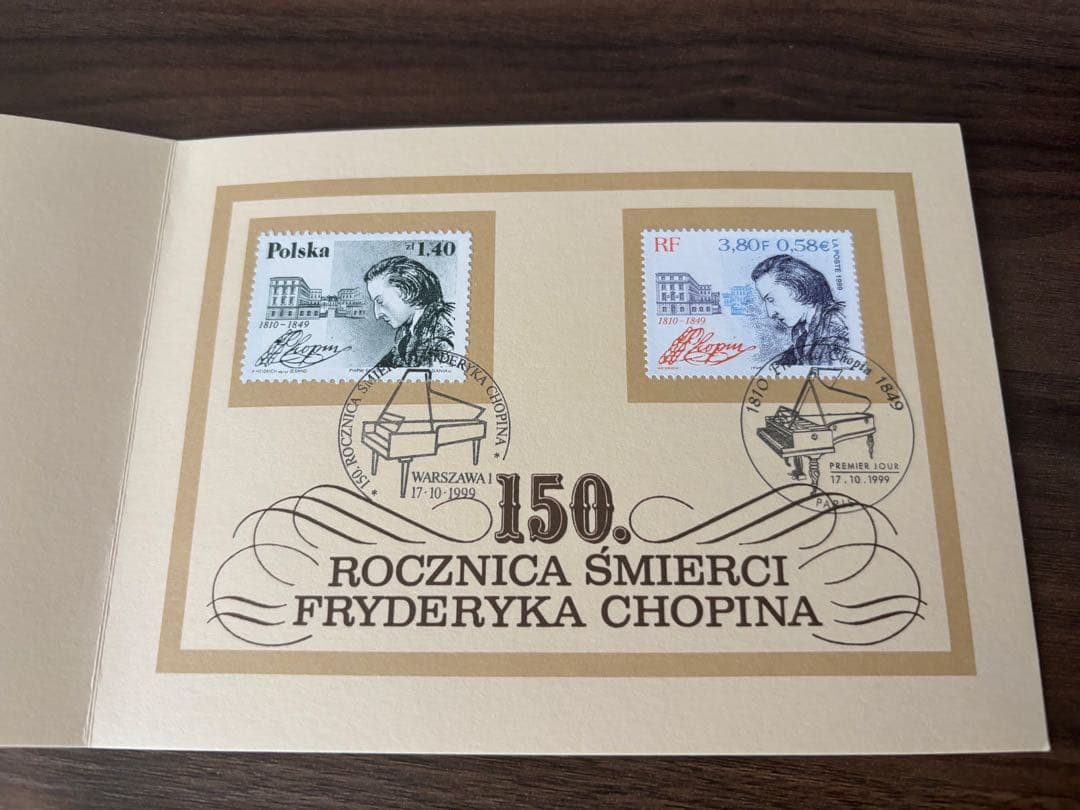 Polska
zł 1.40
1810-1849
Chopin
RF
3,80F 0,58€
LA POSTE 1999
1810-1849
Chopin
150. ROCZNICA ŚMIERCI FRYDERYKA CHOPINA
WARSZAWA 1
17·10·1999
1810 Chopin 1849
PREMIER JOUR
17.10.1999
PARIS
150.
ROCZNICA ŚMIERCI
FRYDERYKA CHOPINA